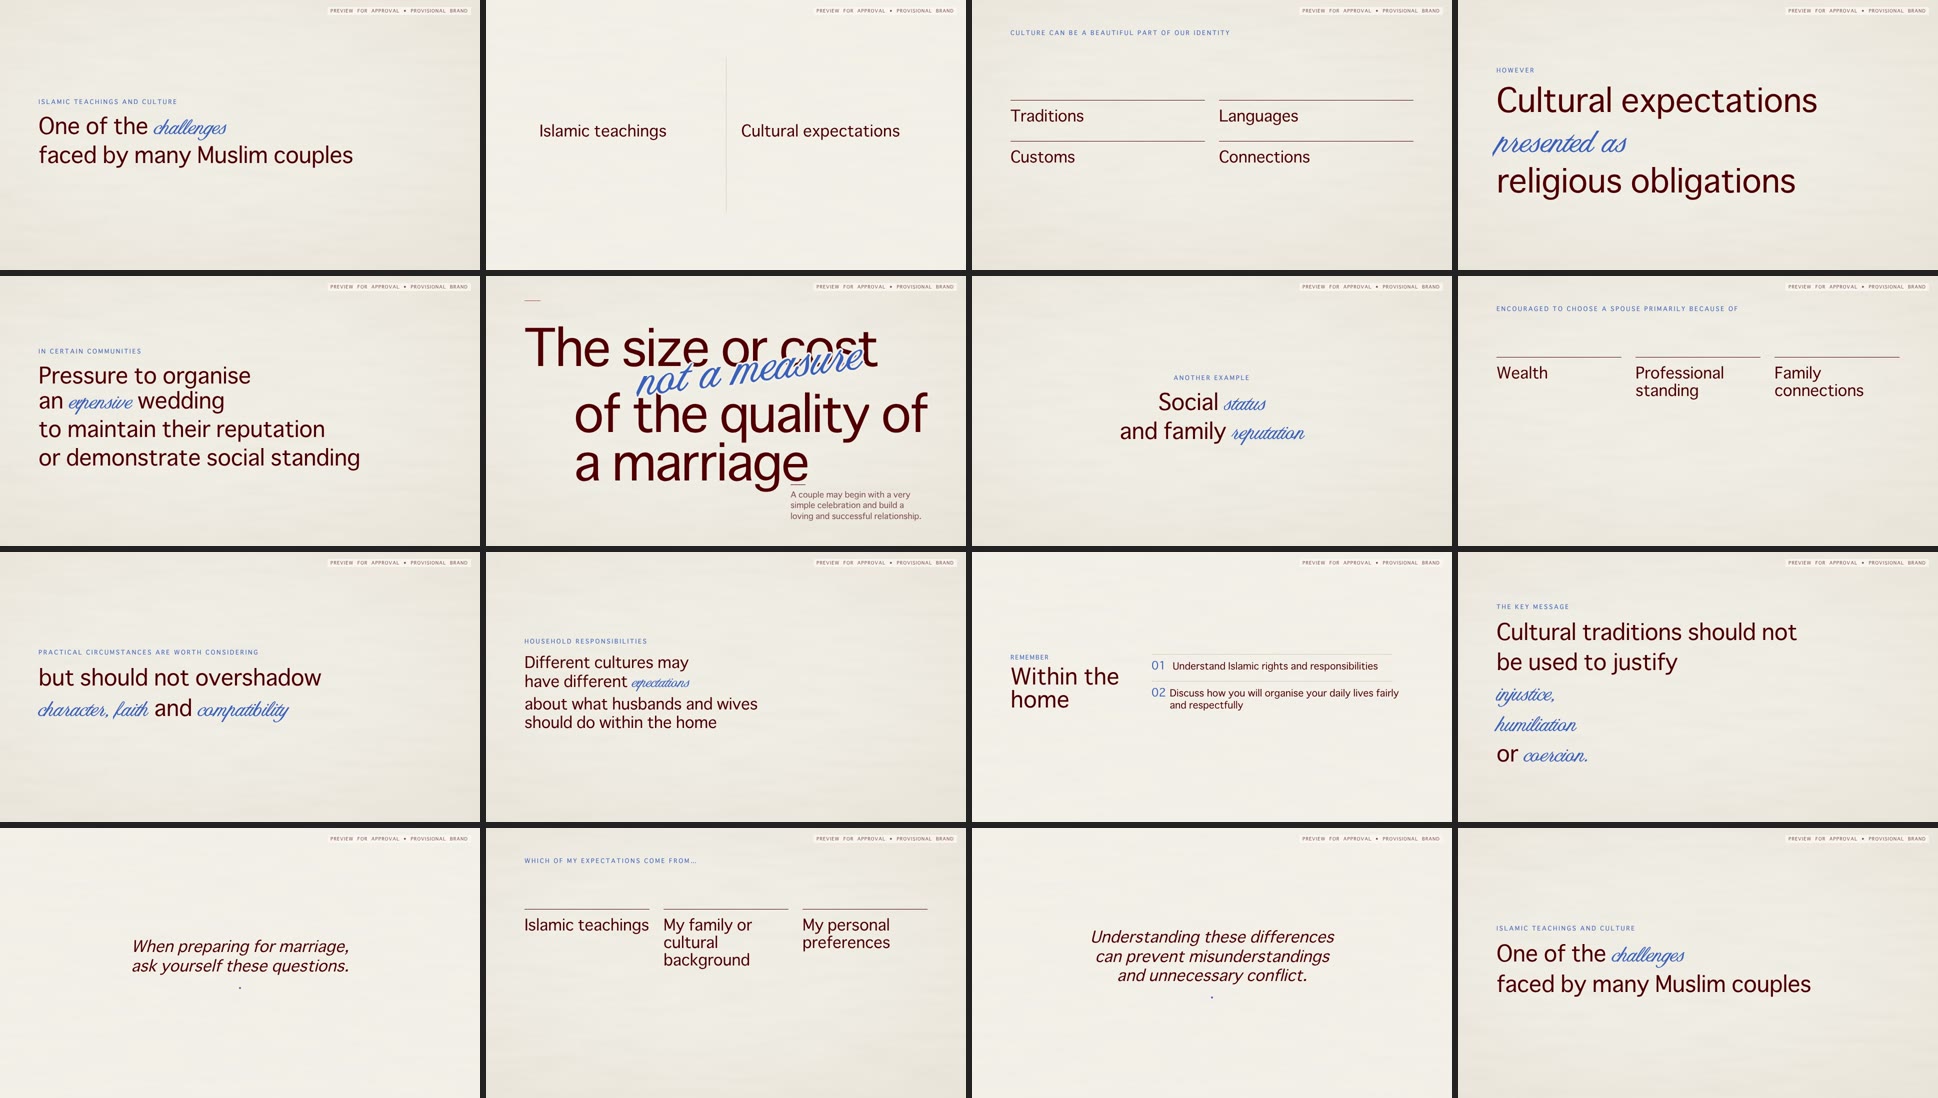 PREVIEW FOR APPROVAL • PROVISIONAL BRAND
ISLAMIC TEACHINGS AND CULTURE
One of the challenges
faced by many Muslim couples
PREVIEW FOR APPROVAL • PROVISIONAL BRAND
Islamic teachings
Cultural expectations
PREVIEW FOR APPROVAL • PROVISIONAL BRAND
CULTURE CAN BE A BEAUTIFUL PART OF OUR IDENTITY
Traditions
Languages
Customs
Connections
PREVIEW FOR APPROVAL • PROVISIONAL BRAND
HOWEVER
Cultural expectations
presented as
religious obligations
PREVIEW FOR APPROVAL • PROVISIONAL BRAND
IN CERTAIN COMMUNITIES
Pressure to organise
an expensive wedding
to maintain their reputation
or demonstrate social standing
PREVIEW FOR APPROVAL • PROVISIONAL BRAND
The size or cost
not a measure
of the quality of
a marriage
A couple may begin with a very
simple celebration and build a
loving and successful relationship.
PREVIEW FOR APPROVAL • PROVISIONAL BRAND
ANOTHER EXAMPLE
Social status
and family reputation
PREVIEW FOR APPROVAL • PROVISIONAL BRAND
ENCOURAGED TO CHOOSE A SPOUSE PRIMARILY BECAUSE OF
Wealth
Professional
standing
Family
connections
PREVIEW FOR APPROVAL • PROVISIONAL BRAND
PRACTICAL CIRCUMSTANCES ARE WORTH CONSIDERING
but should not overshadow
character, faith and compatibility
PREVIEW FOR APPROVAL • PROVISIONAL BRAND
HOUSEHOLD RESPONSIBILITIES
Different cultures may
have different expectations
about what husbands and wives
should do within the home
PREVIEW FOR APPROVAL • PROVISIONAL BRAND
REMEMBER
Within the
home
01 Understand Islamic rights and responsibilities
02 Discuss how you will organise your daily lives fairly
and respectfully
PREVIEW FOR APPROVAL • PROVISIONAL BRAND
THE KEY MESSAGE
Cultural traditions should not
be used to justify
injustice,
humiliation
or coercion.
PREVIEW FOR APPROVAL • PROVISIONAL BRAND
When preparing for marriage,
ask yourself these questions.
.
PREVIEW FOR APPROVAL • PROVISIONAL BRAND
WHICH OF MY EXPECTATIONS COME FROM…
Islamic teachings
My family or
cultural
background
My personal
preferences
PREVIEW FOR APPROVAL • PROVISIONAL BRAND
Understanding these differences
can prevent misunderstandings
and unnecessary conflict.
.
PREVIEW FOR APPROVAL • PROVISIONAL BRAND
ISLAMIC TEACHINGS AND CULTURE
One of the challenges
faced by many Muslim couples